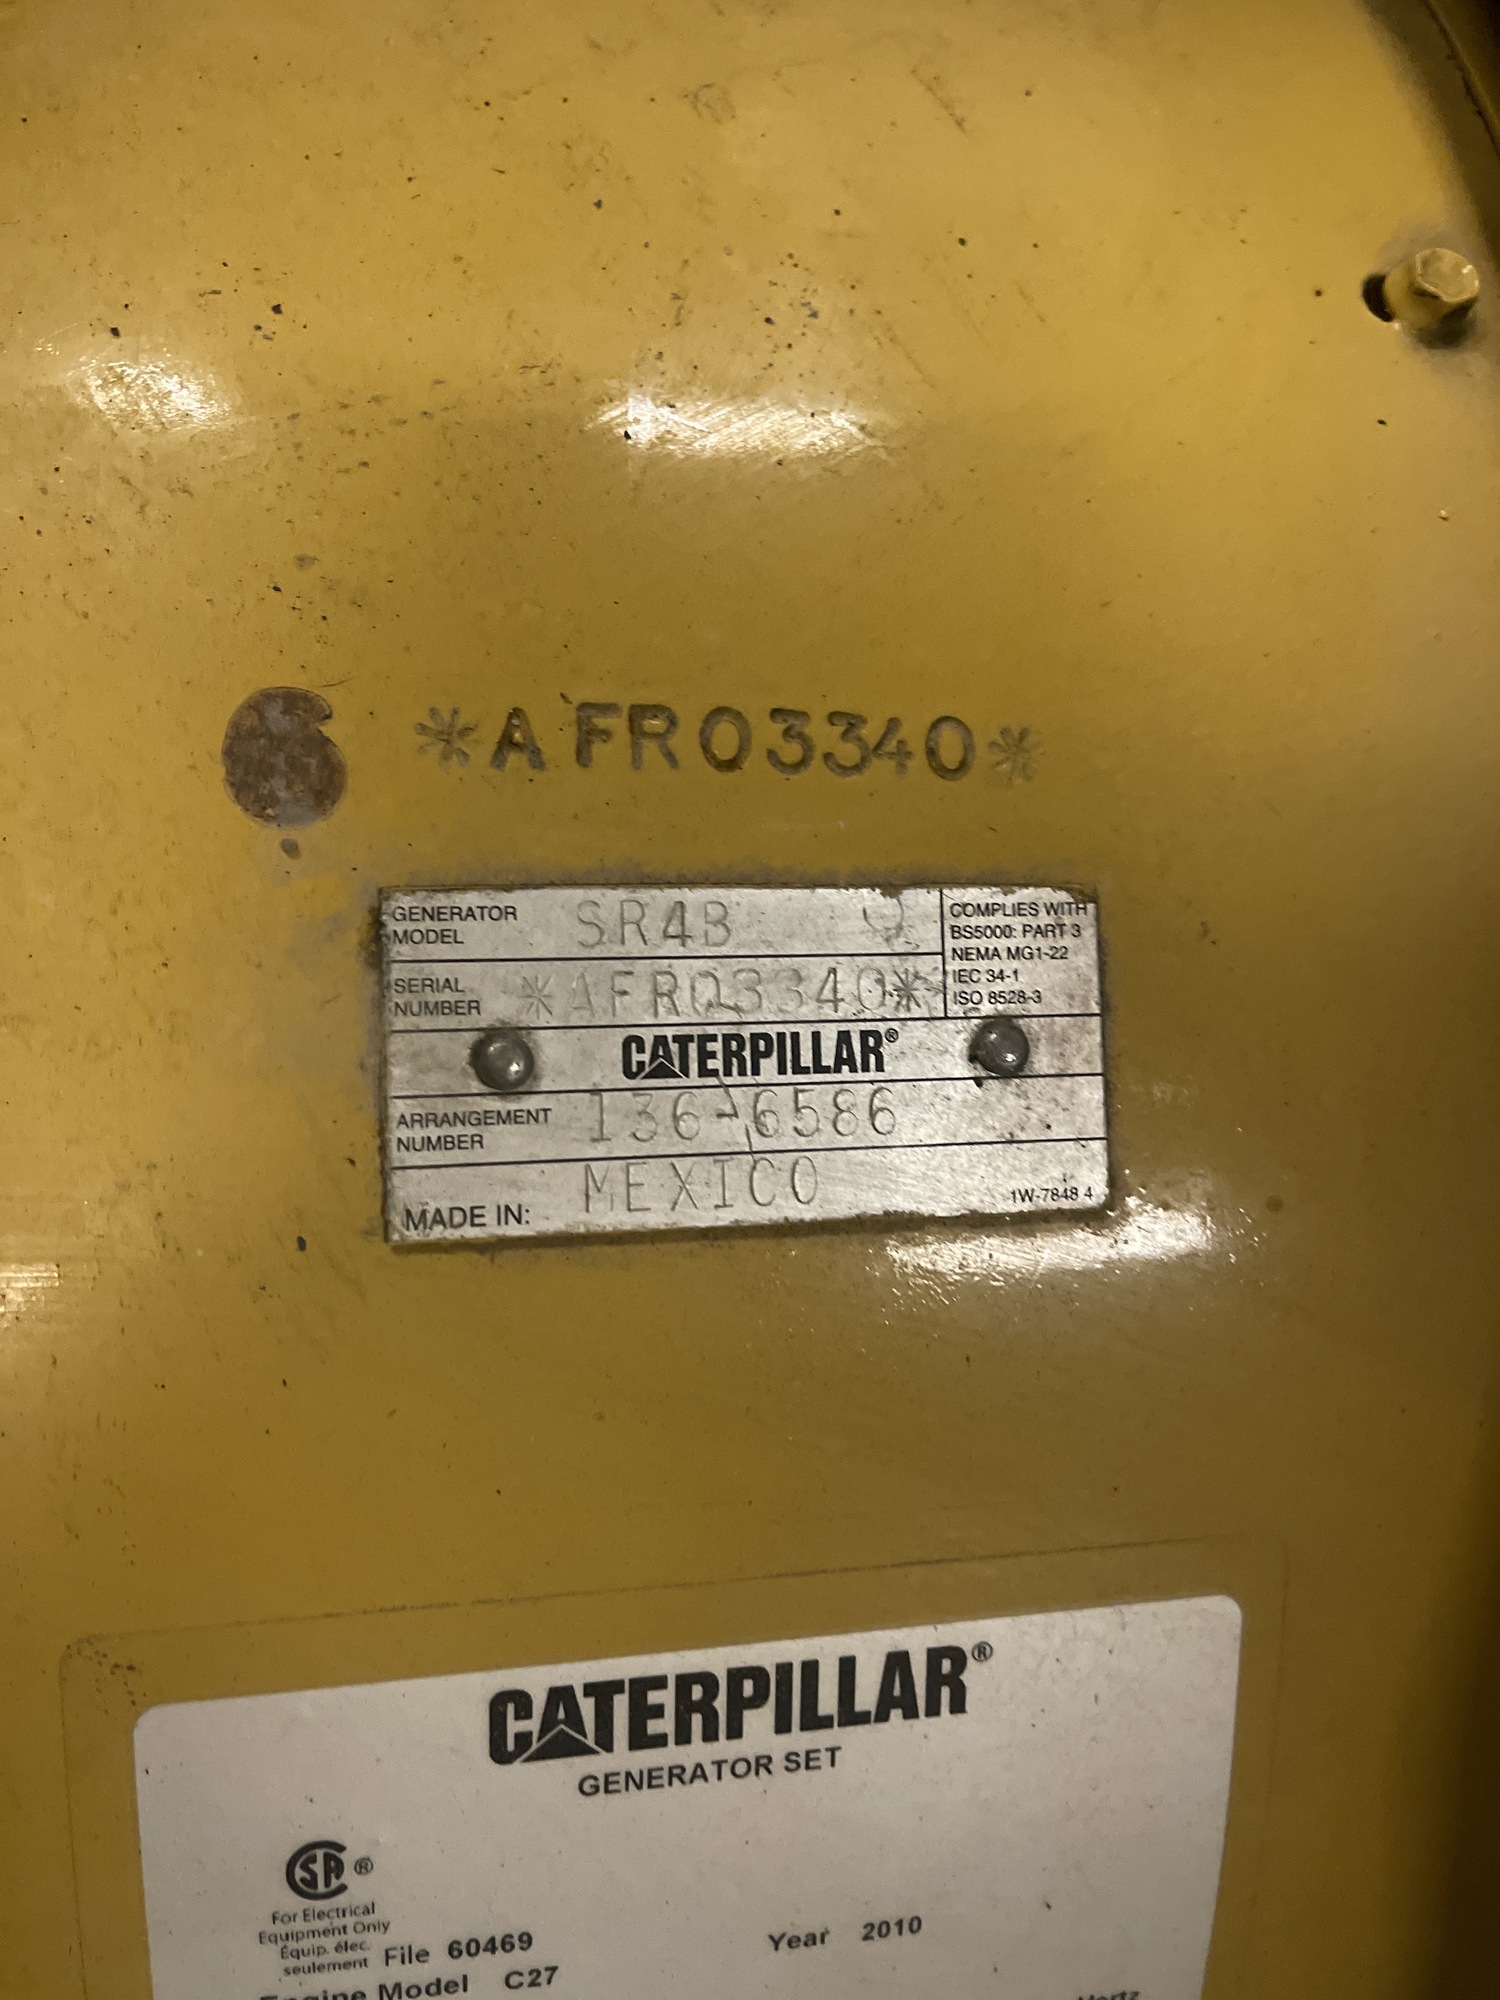 *AFR03340*
GENERATOR MODEL SR4B
COMPLIES WITH
BS5000: PART 3
NEMA MG1-22
IEC 34-1
ISO 8528-3
SERIAL NUMBER *AFR03340*
CATERPILLAR®
ARRANGEMENT NUMBER 136-6586
MADE IN: MEXICO
1W-7848 4
CATERPILLAR®
GENERATOR SET
SA ®
For Electrical
Equipment Only
Équip. élec.
seulement
File 60469
Year 2010
Engine Model C27
Hertz